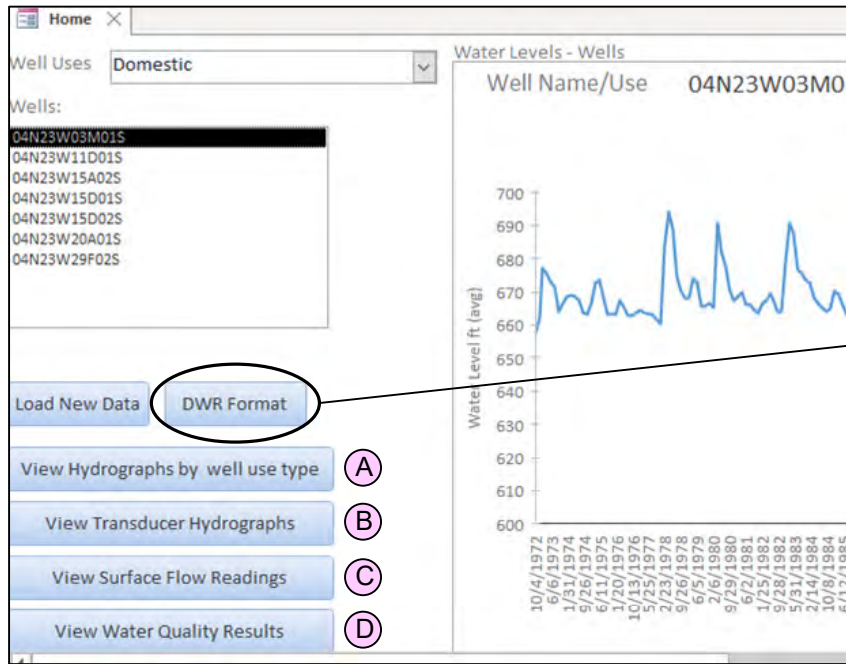 Home
Well Uses Domestic
Wells:
04N23W03M01S
04N23W11D01S
04N23W15A02S
04N23W15D01S
04N23W15D02S
04N23W20A01S
04N23W29F02S
Load New Data DWR Format
View Hydrographs by well use type A
View Transducer Hydrographs B
View Surface Flow Readings C
View Water Quality Results D
Water Levels - Wells
Well Name/Use 04N23W03M0
Water Level ft (avg)
700
690
680
670
660
650
640
630
620
610
600
10/4/1972
6/6/1973
1/31/1974
9/26/1974
6/11/1975
1/20/1976
10/13/1976
5/25/1977
2/23/1978
9/26/1978
6/5/1979
2/6/1980
9/29/1980
6/2/1981
1/25/1982
9/28/1982
5/31/1983
2/14/1984
10/8/1984
6/12/1985